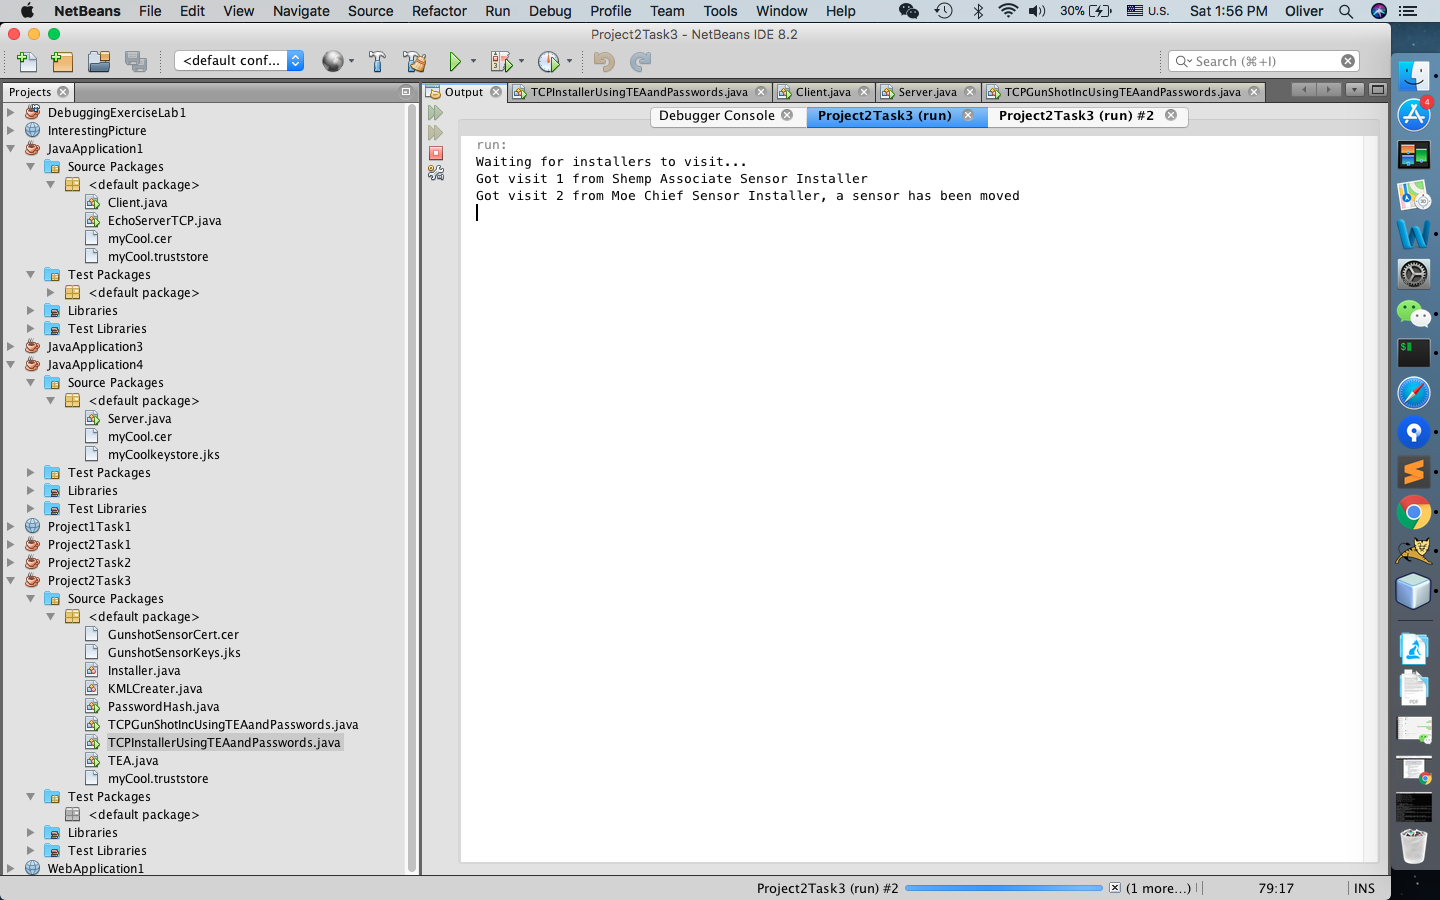 NetBeans File Edit View Navigate Source Refactor Run Debug Profile Team Tools Window Help 30% U.S. Sat 1:56 PM Oliver
Project2Task3 - NetBeans IDE 8.2
<default conf... Search (⌘+I)
Projects
Output TCPInstallerUsingTEAandPasswords.java Client.java Server.java TCPGunShotIncUsingTEAandPasswords.java
Debugger Console Project2Task3 (run) Project2Task3 (run) #2
DebuggingExerciseLab1
InterestingPicture
JavaApplication1
Source Packages
<default package>
Client.java
EchoServerTCP.java
myCool.cer
myCool.truststore
Test Packages
<default package>
Libraries
Test Libraries
JavaApplication3
JavaApplication4
Source Packages
<default package>
Server.java
myCool.cer
myCoolkeystore.jks
Test Packages
Libraries
Test Libraries
Project1Task1
Project2Task1
Project2Task2
Project2Task3
Source Packages
<default package>
GunshotSensorCert.cer
GunshotSensorKeys.jks
Installer.java
KMLCreater.java
PasswordHash.java
TCPGunShotIncUsingTEAandPasswords.java
TCPInstallerUsingTEAandPasswords.java
TEA.java
myCool.truststore
Test Packages
<default package>
Libraries
Test Libraries
WebApplication1
run:
Waiting for installers to visit...
Got visit 1 from Shemp Associate Sensor Installer
Got visit 2 from Moe Chief Sensor Installer, a sensor has been moved
4
Project2Task3 (run) #2 (1 more...) 79:17 INS